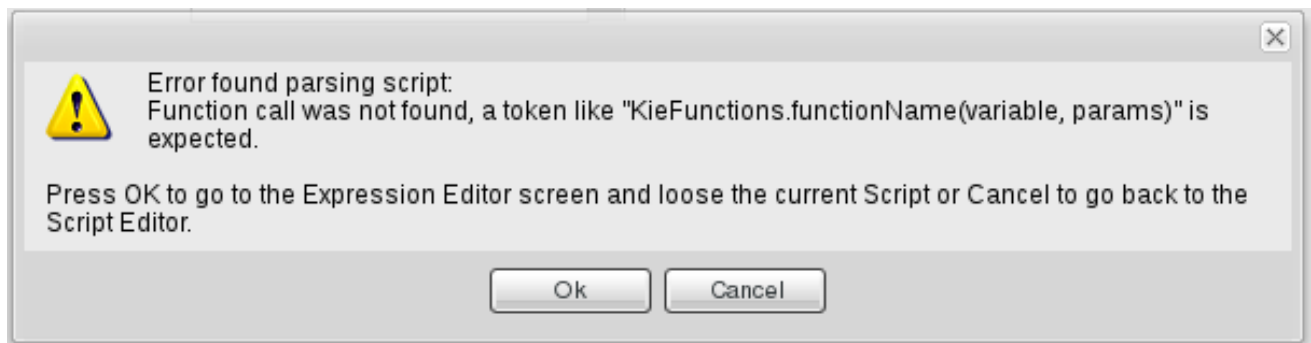 Error found parsing script:
Function call was not found, a token like "KieFunctions.functionName(variable, params)" is
expected.
Press OK to go to the Expression Editor screen and loose the current Script or Cancel to go back to the
Script Editor.
Ok
Cancel